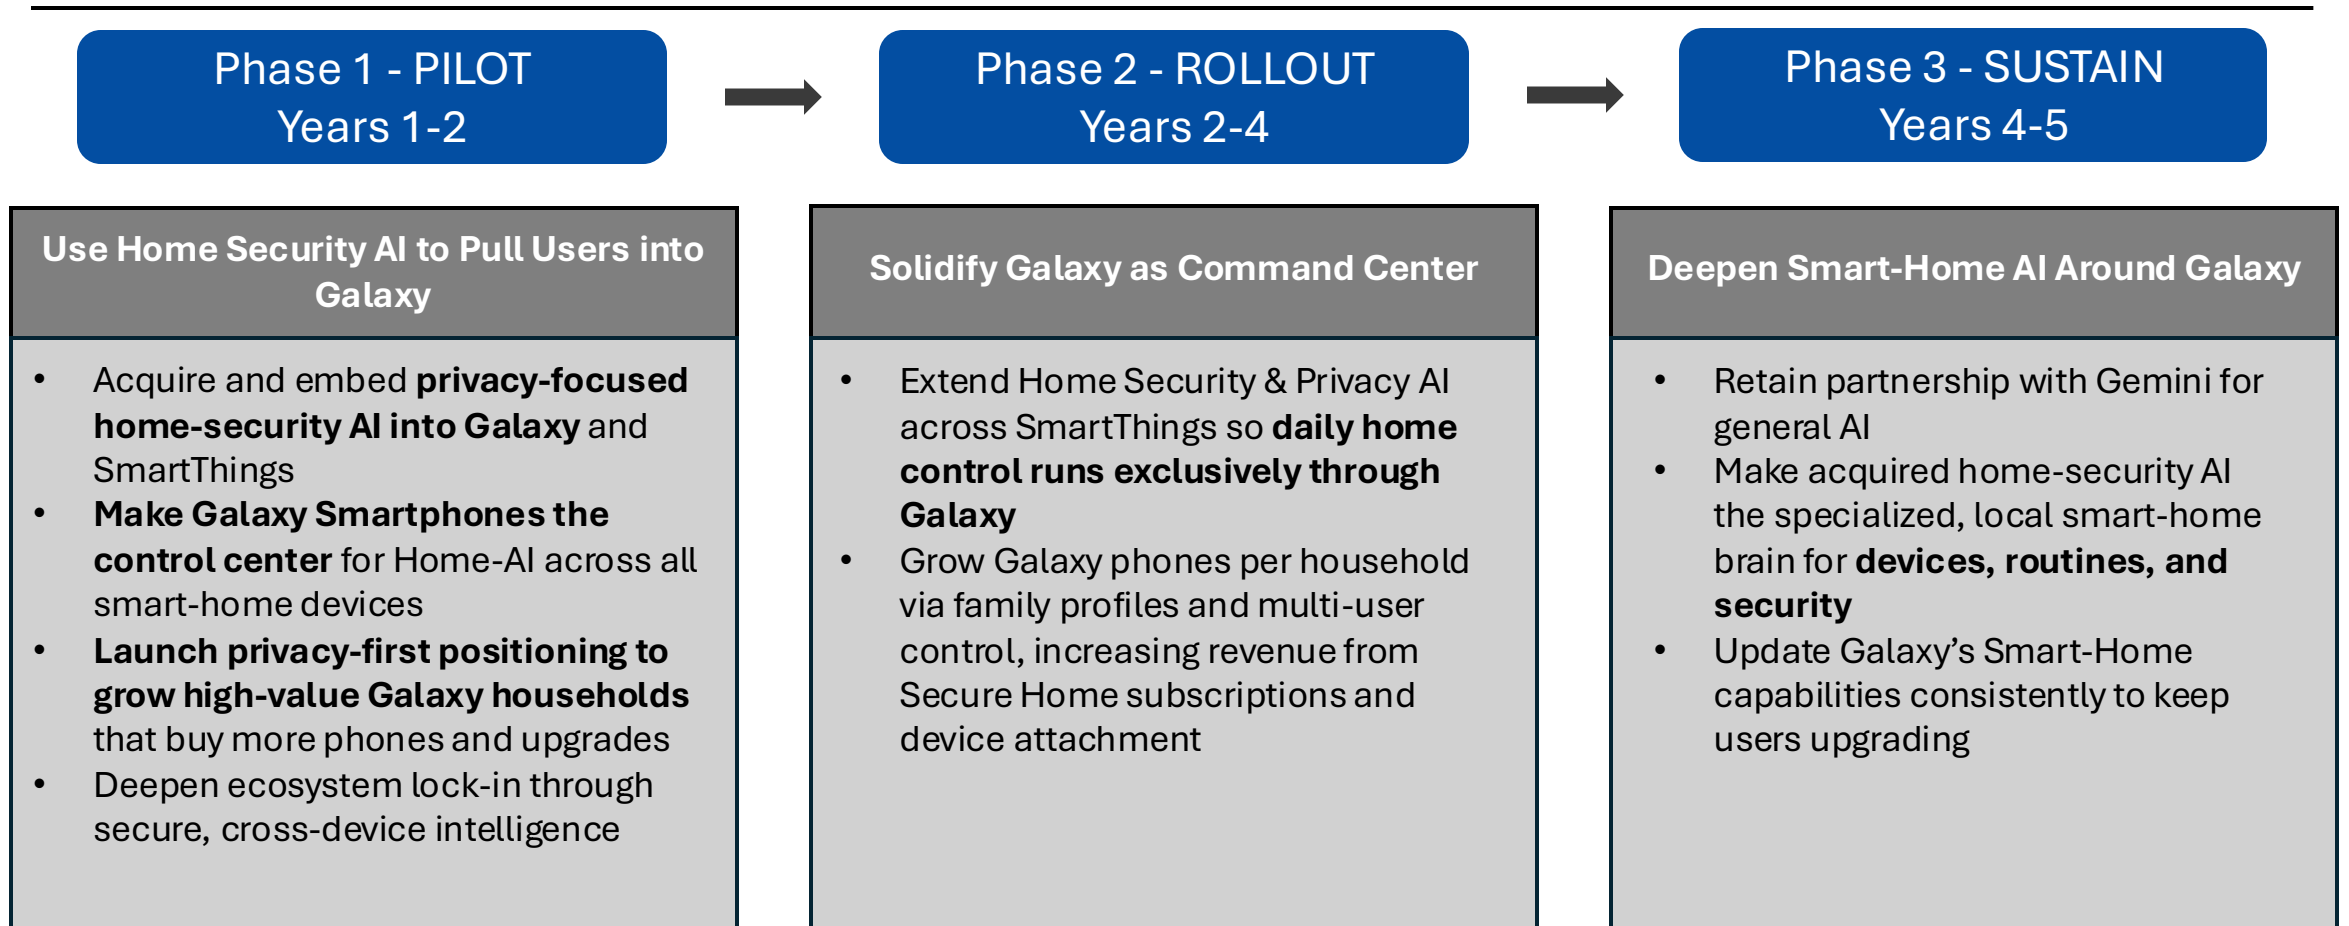 Phase 1 - PILOT
Years 1-2
Phase 2 - ROLLOUT
Years 2-4
Phase 3 - SUSTAIN
Years 4-5
Use Home Security AI to Pull Users into
Galaxy
• Acquire and embed privacy-focused
home-security AI into Galaxy and
SmartThings
• Make Galaxy Smartphones the
control center for Home-AI across all
smart-home devices
• Launch privacy-first positioning to
grow high-value Galaxy households
that buy more phones and upgrades
• Deepen ecosystem lock-in through
secure, cross-device intelligence
Solidify Galaxy as Command Center
• Extend Home Security & Privacy AI
across SmartThings so daily home
control runs exclusively through
Galaxy
• Grow Galaxy phones per household
via family profiles and multi-user
control, increasing revenue from
Secure Home subscriptions and
device attachment
Deepen Smart-Home AI Around Galaxy
• Retain partnership with Gemini for
general AI
• Make acquired home-security AI
the specialized, local smart-home
brain for devices, routines, and
security
• Update Galaxy’s Smart-Home
capabilities consistently to keep
users upgrading